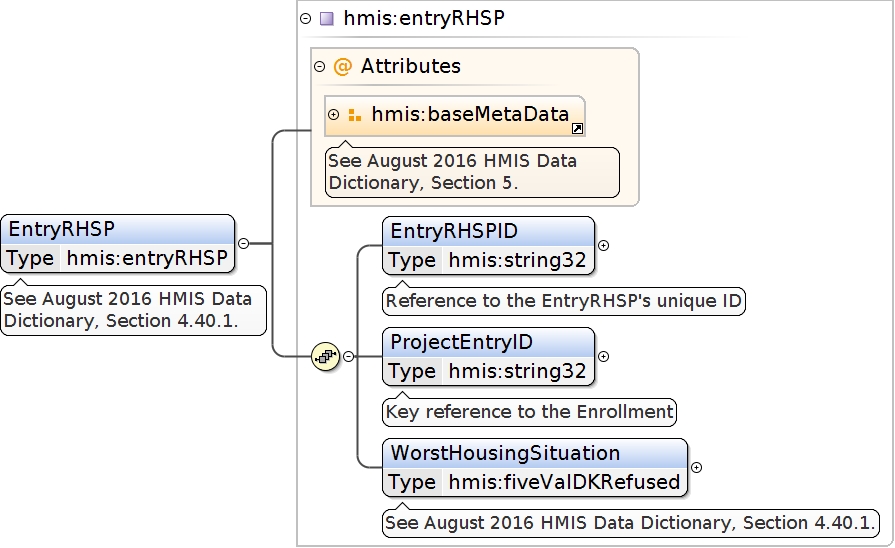 hmis:entryRHSP
@ Attributes
hmis:baseMetaData
See August 2016 HMIS Data
Dictionary, Section 5.
EntryRHSP
Type hmis:entryRHSP
See August 2016 HMIS Data
Dictionary, Section 4.40.1.
EntryRHSPID
Type hmis:string32
Reference to the EntryRHSP's unique ID
ProjectEntryID
Type hmis:string32
Key reference to the Enrollment
WorstHousingSituation
Type hmis:fiveValDKRefused
See August 2016 HMIS Data Dictionary, Section 4.40.1.